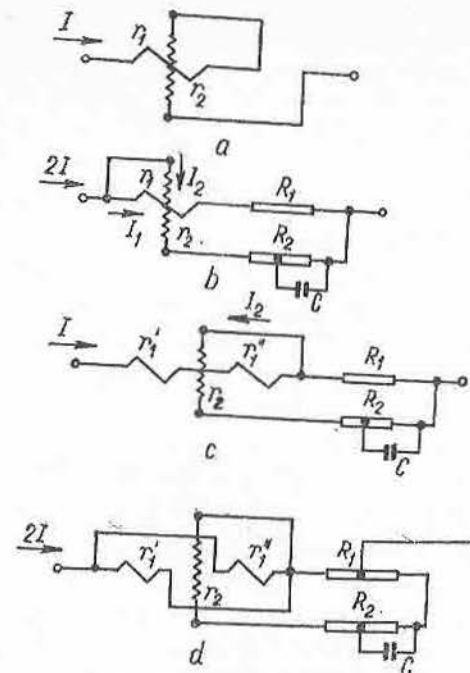 I
r₁
r₂
a
2I
r₁
I₂
I₁
r₂
R₁
R₂
C
b
I₂
I
r₁'
r₁"
r₂
R₁
R₂
C
c
2I
r₁'
r₁"
r₂
R₁
R₂
C
d